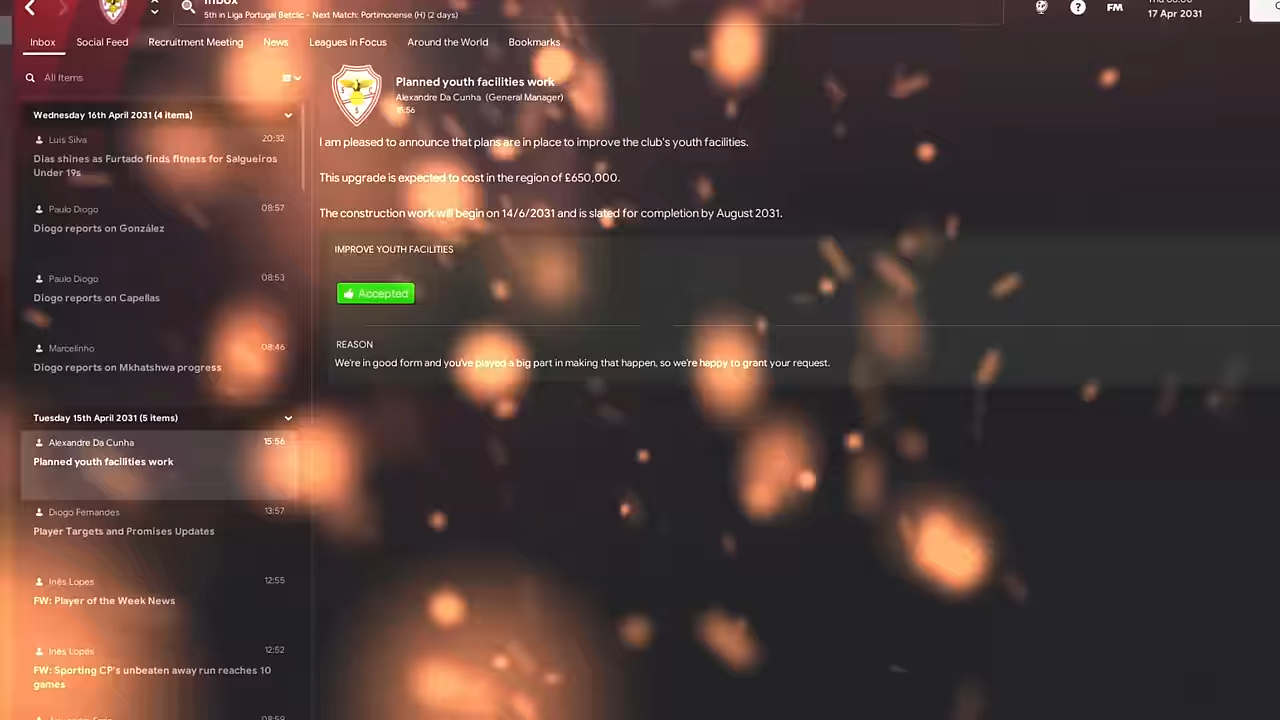 Inbox
5th in Liga Portugal Betclic - Next Match: Portimonense (H) (2 days)
FM
17 Apr 2031
Inbox
Social Feed
Recruitment Meeting
News
Leagues in Focus
Around the World
Bookmarks
All Items
Wednesday 16th April 2031 (4 items)
Luis Silva
20:32
Dias shines as Furtado finds fitness for Salgueiros
Under 19s
Paulo Diogo
09:57
Diogo reports on González
Paulo Diogo
08:53
Diogo reports on Capellas
Marcelinho
08:46
Diogo reports on Mkhatshwa progress
Tuesday 15th April 2031 (5 items)
Alexandre Da Cunha
15:56
Planned youth facilities work
Diogo Fernandes
13:57
Player Targets and Promises Updates
Inês Lopes
12:55
FW: Player of the Week News
Inês Lopes
12:52
FW: Sporting CP's unbeaten away run reaches 10
games
Planned youth facilities work
Alexandre Da Cunha (General Manager)
15:56
I am pleased to announce that plans are in place to improve the club's youth facilities.
This upgrade is expected to cost in the region of £650,000.
The construction work will begin on 14/6/2031 and is slated for completion by August 2031.
IMPROVE YOUTH FACILITIES
Accepted
REASON
We're in good form and you've played a big part in making that happen, so we're happy to grant your request.